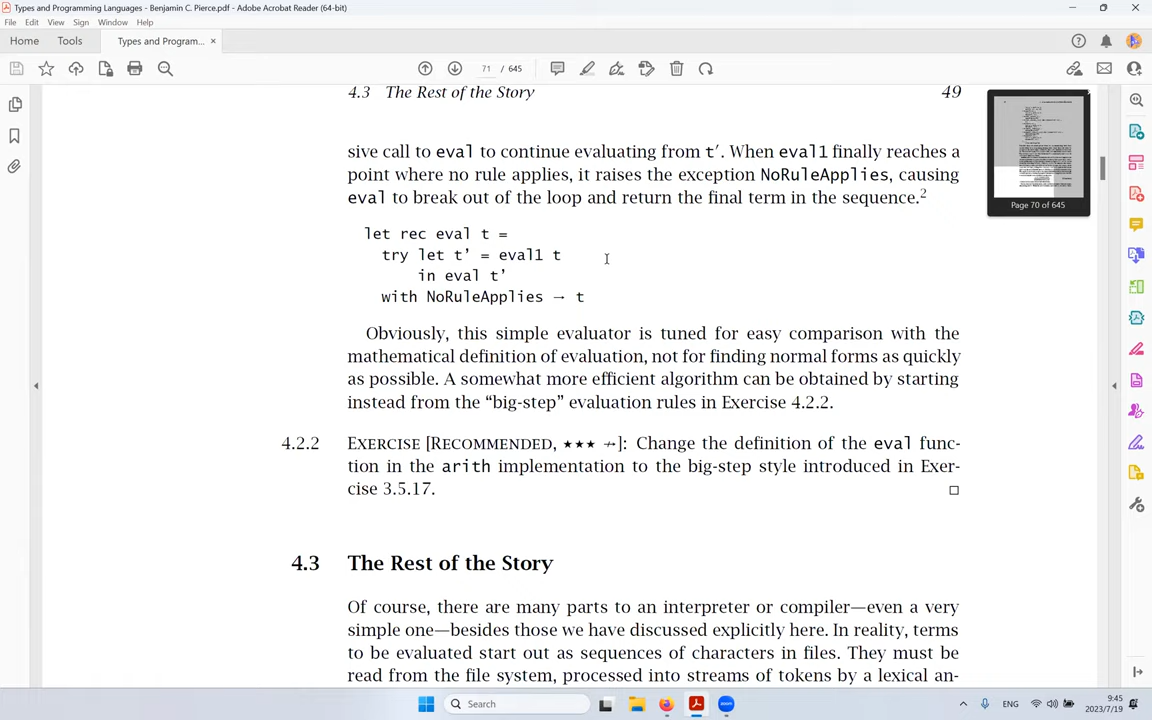 Types and Programming Languages - Benjamin C. Pierce.pdf - Adobe Acrobat Reader (64-bit)
File Edit View Sign Window Help
Home Tools Types and Program... ×
71 / 645
4.3 The Rest of the Story 49
sive call to eval to continue evaluating from t′. When eval1 finally reaches a
point where no rule applies, it raises the exception NoRuleApplies, causing
eval to break out of the loop and return the final term in the sequence.2
let rec eval t =
try let t’ = eval1 t
in eval t’
with NoRuleApplies → t
Obviously, this simple evaluator is tuned for easy comparison with the
mathematical definition of evaluation, not for finding normal forms as quickly
as possible. A somewhat more efficient algorithm can be obtained by starting
instead from the “big-step” evaluation rules in Exercise 4.2.2.
4.2.2 Exercise [Recommended, ★★★ ↛]: Change the definition of the eval func-
tion in the arith implementation to the big-step style introduced in Exer-
cise 3.5.17. □
4.3 The Rest of the Story
Of course, there are many parts to an interpreter or compiler—even a very
simple one—besides those we have discussed explicitly here. In reality, terms
to be evaluated start out as sequences of characters in files. They must be
read from the file system, processed into streams of tokens by a lexical an-
Page 70 of 645
Search
ENG
9:45
2023/7/19